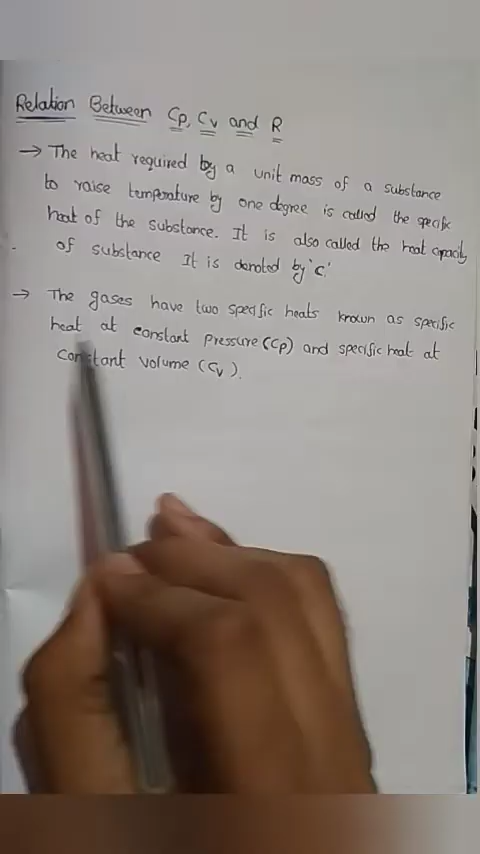 Relation Between Cp, Cv and R
→ The heat required by a unit mass of a substance
to raise temperature by one degree is called the specific
heat of the substance. It is also called the heat capacity
of substance It is denoted by 'c'
→ The gases have two specific heats known as specific
heat at constant pressure (Cp) and specific heat at
constant volume (Cv).